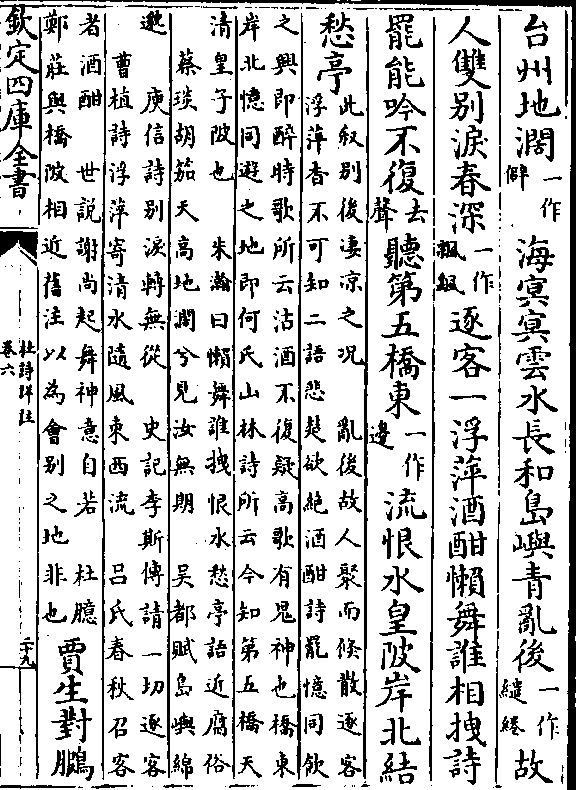 台州地濶一作僻海㝠㝠雲水長和島嶼青亂後一作繾綣故
人雙别淚春深一作飄飖逐客一浮萍酒酣懶舞誰相拽詩
罷能吟不復去聲聽第五橋東一作邊流恨水皇陂岸北結
愁亭
此叙别後凄凉之况 亂後故人聚而倐散逐客
浮萍杳不可知二語悲楚欲絶酒酣詩罷憶同飲
之興即醉時歌所云沽酒不復疑高歌有鬼神也橋東
岸北憶同遊之地即何氏山林詩所云今知第五橋天
清皇子陂也 朱瀚曰懶舞誰拽恨水愁亭語近腐俗
蔡琰胡笳天高地濶兮見汝無期 吳都賦島嶼綿
邈 庾信詩别淚轉無從 史記李斯傳請一切逐客
曹植詩浮萍寄清水隨風東西流 吕氏春秋召客
者酒酣 世説謝尚起舞神意自若 杜臆
鄭莊與橋陂相近舊注以為會别之地非也
賈生對鵩
欽定四庫全書
杜詩詳註
卷六
二十九